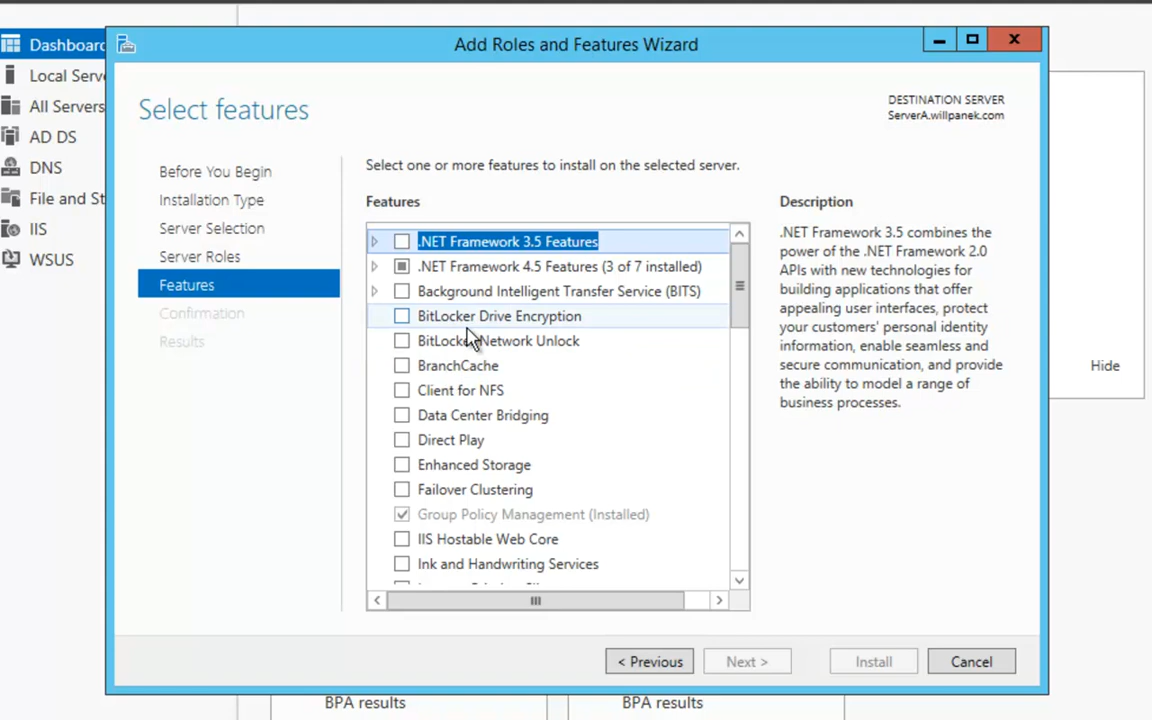 Add Roles and Features Wizard
Dashboard
Local Serv
All Servers
AD DS
DNS
File and St
IIS
WSUS
Select features
DESTINATION SERVER
ServerA.willpanek.com
Before You Begin
Installation Type
Server Selection
Server Roles
Features
Confirmation
Results
Select one or more features to install on the selected server.
Features
.NET Framework 3.5 Features
.NET Framework 4.5 Features (3 of 7 installed)
Background Intelligent Transfer Service (BITS)
BitLocker Drive Encryption
BitLocker Network Unlock
BranchCache
Client for NFS
Data Center Bridging
Direct Play
Enhanced Storage
Failover Clustering
Group Policy Management (Installed)
IIS Hostable Web Core
Ink and Handwriting Services
Description
.NET Framework 3.5 combines the
power of the .NET Framework 2.0
APIs with new technologies for
building applications that offer
appealing user interfaces, protect
your customers' personal identity
information, enable seamless and
secure communication, and provide
the ability to model a range of
business processes.
Hide
< Previous
Next >
Install
Cancel
BPA results
BPA results